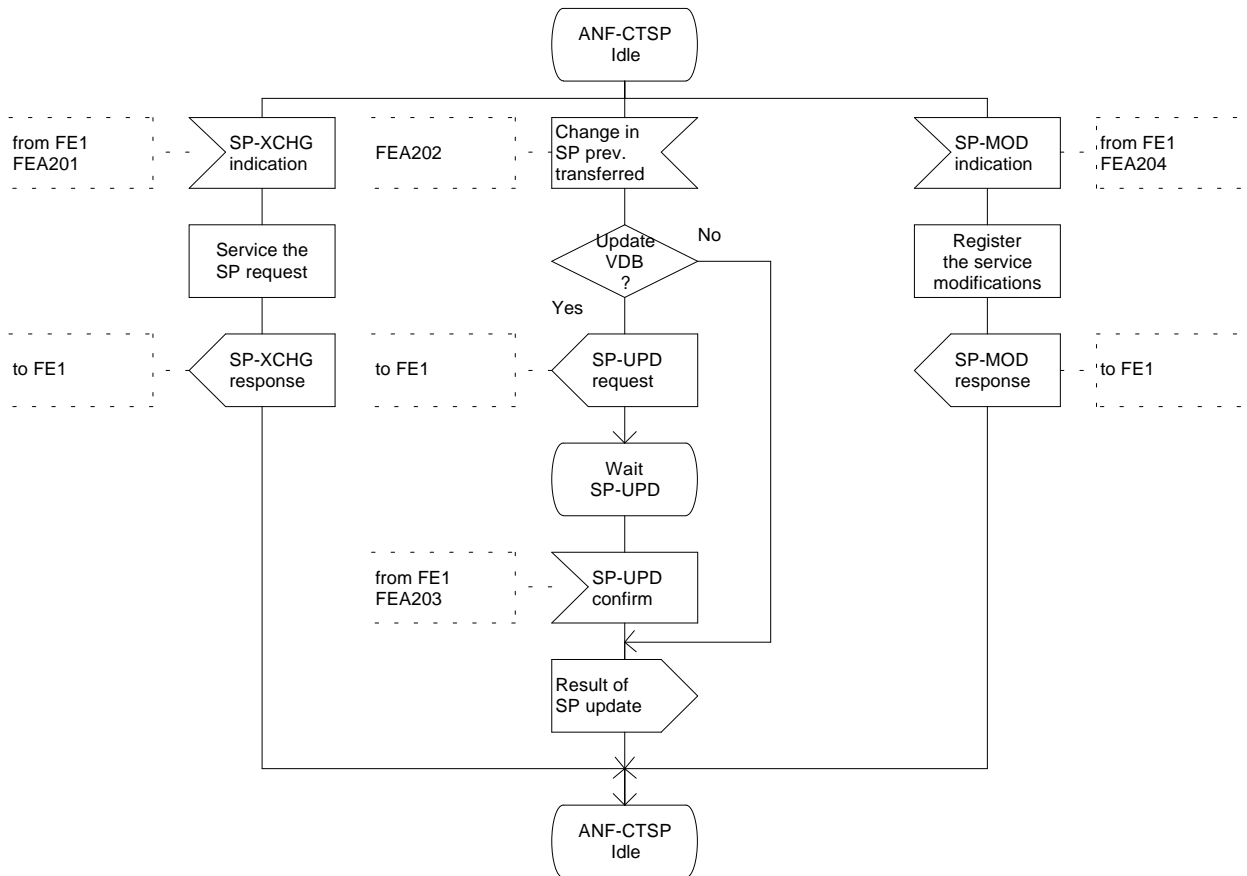 ANF-CTSP
Idle
from FE1
FEA201
SP-XCHG
indication
FEA202
Change in
SP prev.
transferred
SP-MOD
indication
from FE1
FEA204
Service the
SP request
Update
VDB
?
No
Yes
Register
the service
modifications
to FE1
SP-XCHG
response
to FE1
SP-UPD
request
SP-MOD
response
to FE1
Wait
SP-UPD
from FE1
FEA203
SP-UPD
confirm
Result of
SP update
ANF-CTSP
Idle